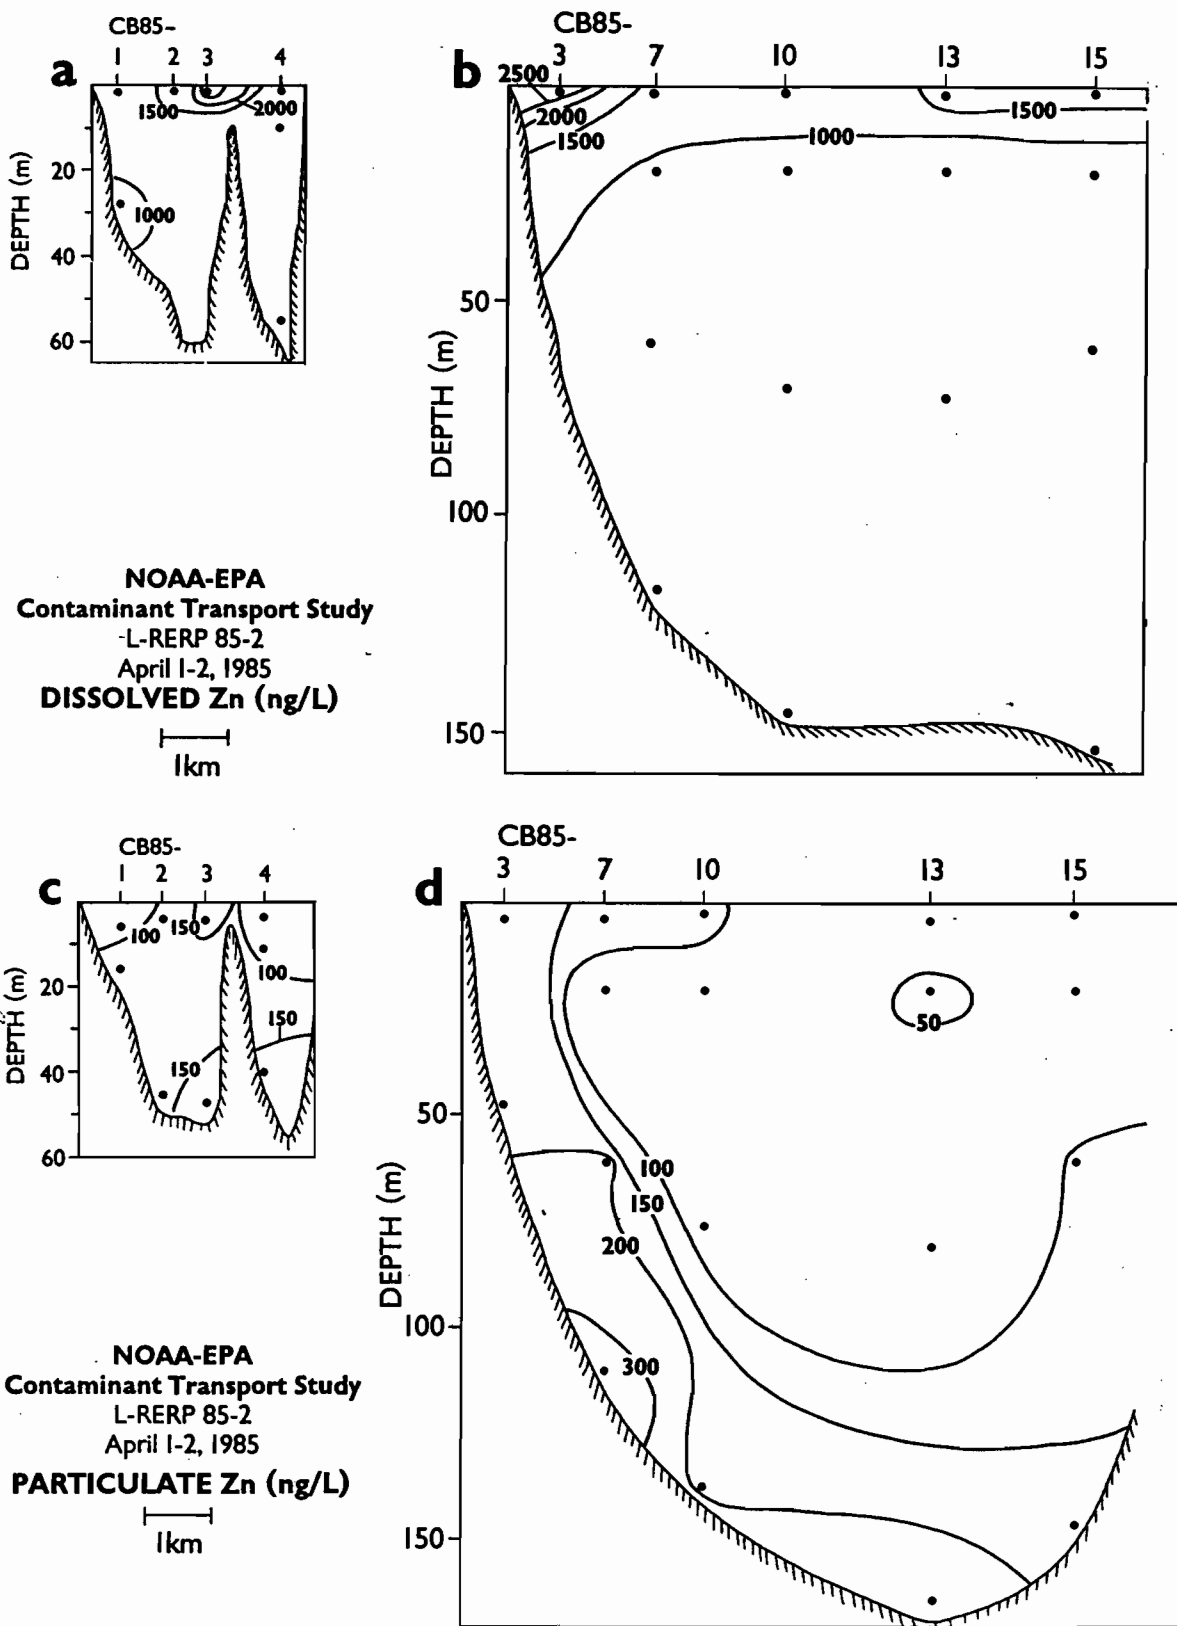 CB85-
1 2 3 4
a
1500
2000
1000
DEPTH (m)
20
40
60
CB85-
b
3 7 10 13 15
2500
2000
1500
1500
1000
DEPTH (m)
50
100
150
NOAA-EPA
Contaminant Transport Study
L-RERP 85-2
April 1-2, 1985
DISSOLVED Zn (ng/L)
1km
CB85-
c
1 2 3 4
100
150
100
150
150
DEPTH (m)
20
40
60
CB85-
d
3 7 10 13 15
50
100
150
200
300
DEPTH (m)
50
100
150
NOAA-EPA
Contaminant Transport Study
L-RERP 85-2
April 1-2, 1985
PARTICULATE Zn (ng/L)
1km